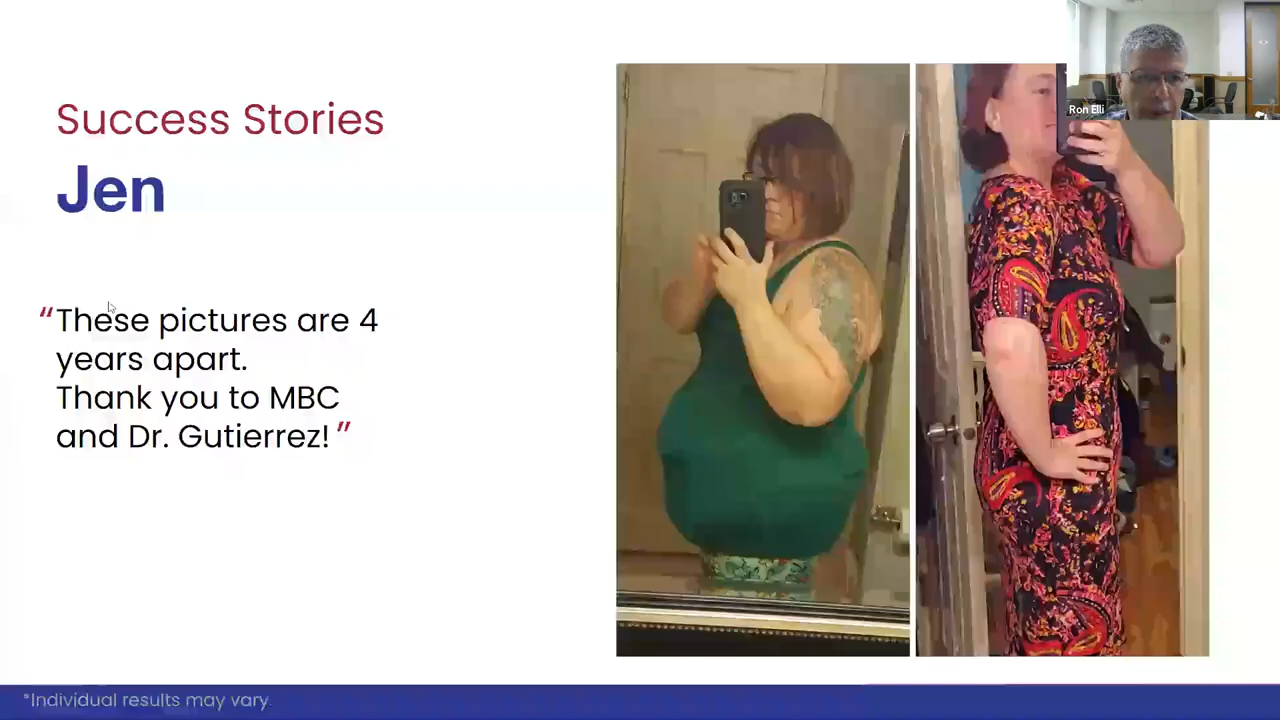 Success Stories
Jen
“These pictures are 4
years apart.
Thank you to MBC
and Dr. Gutierrez!”
Ron Elli
*Individual results may vary.